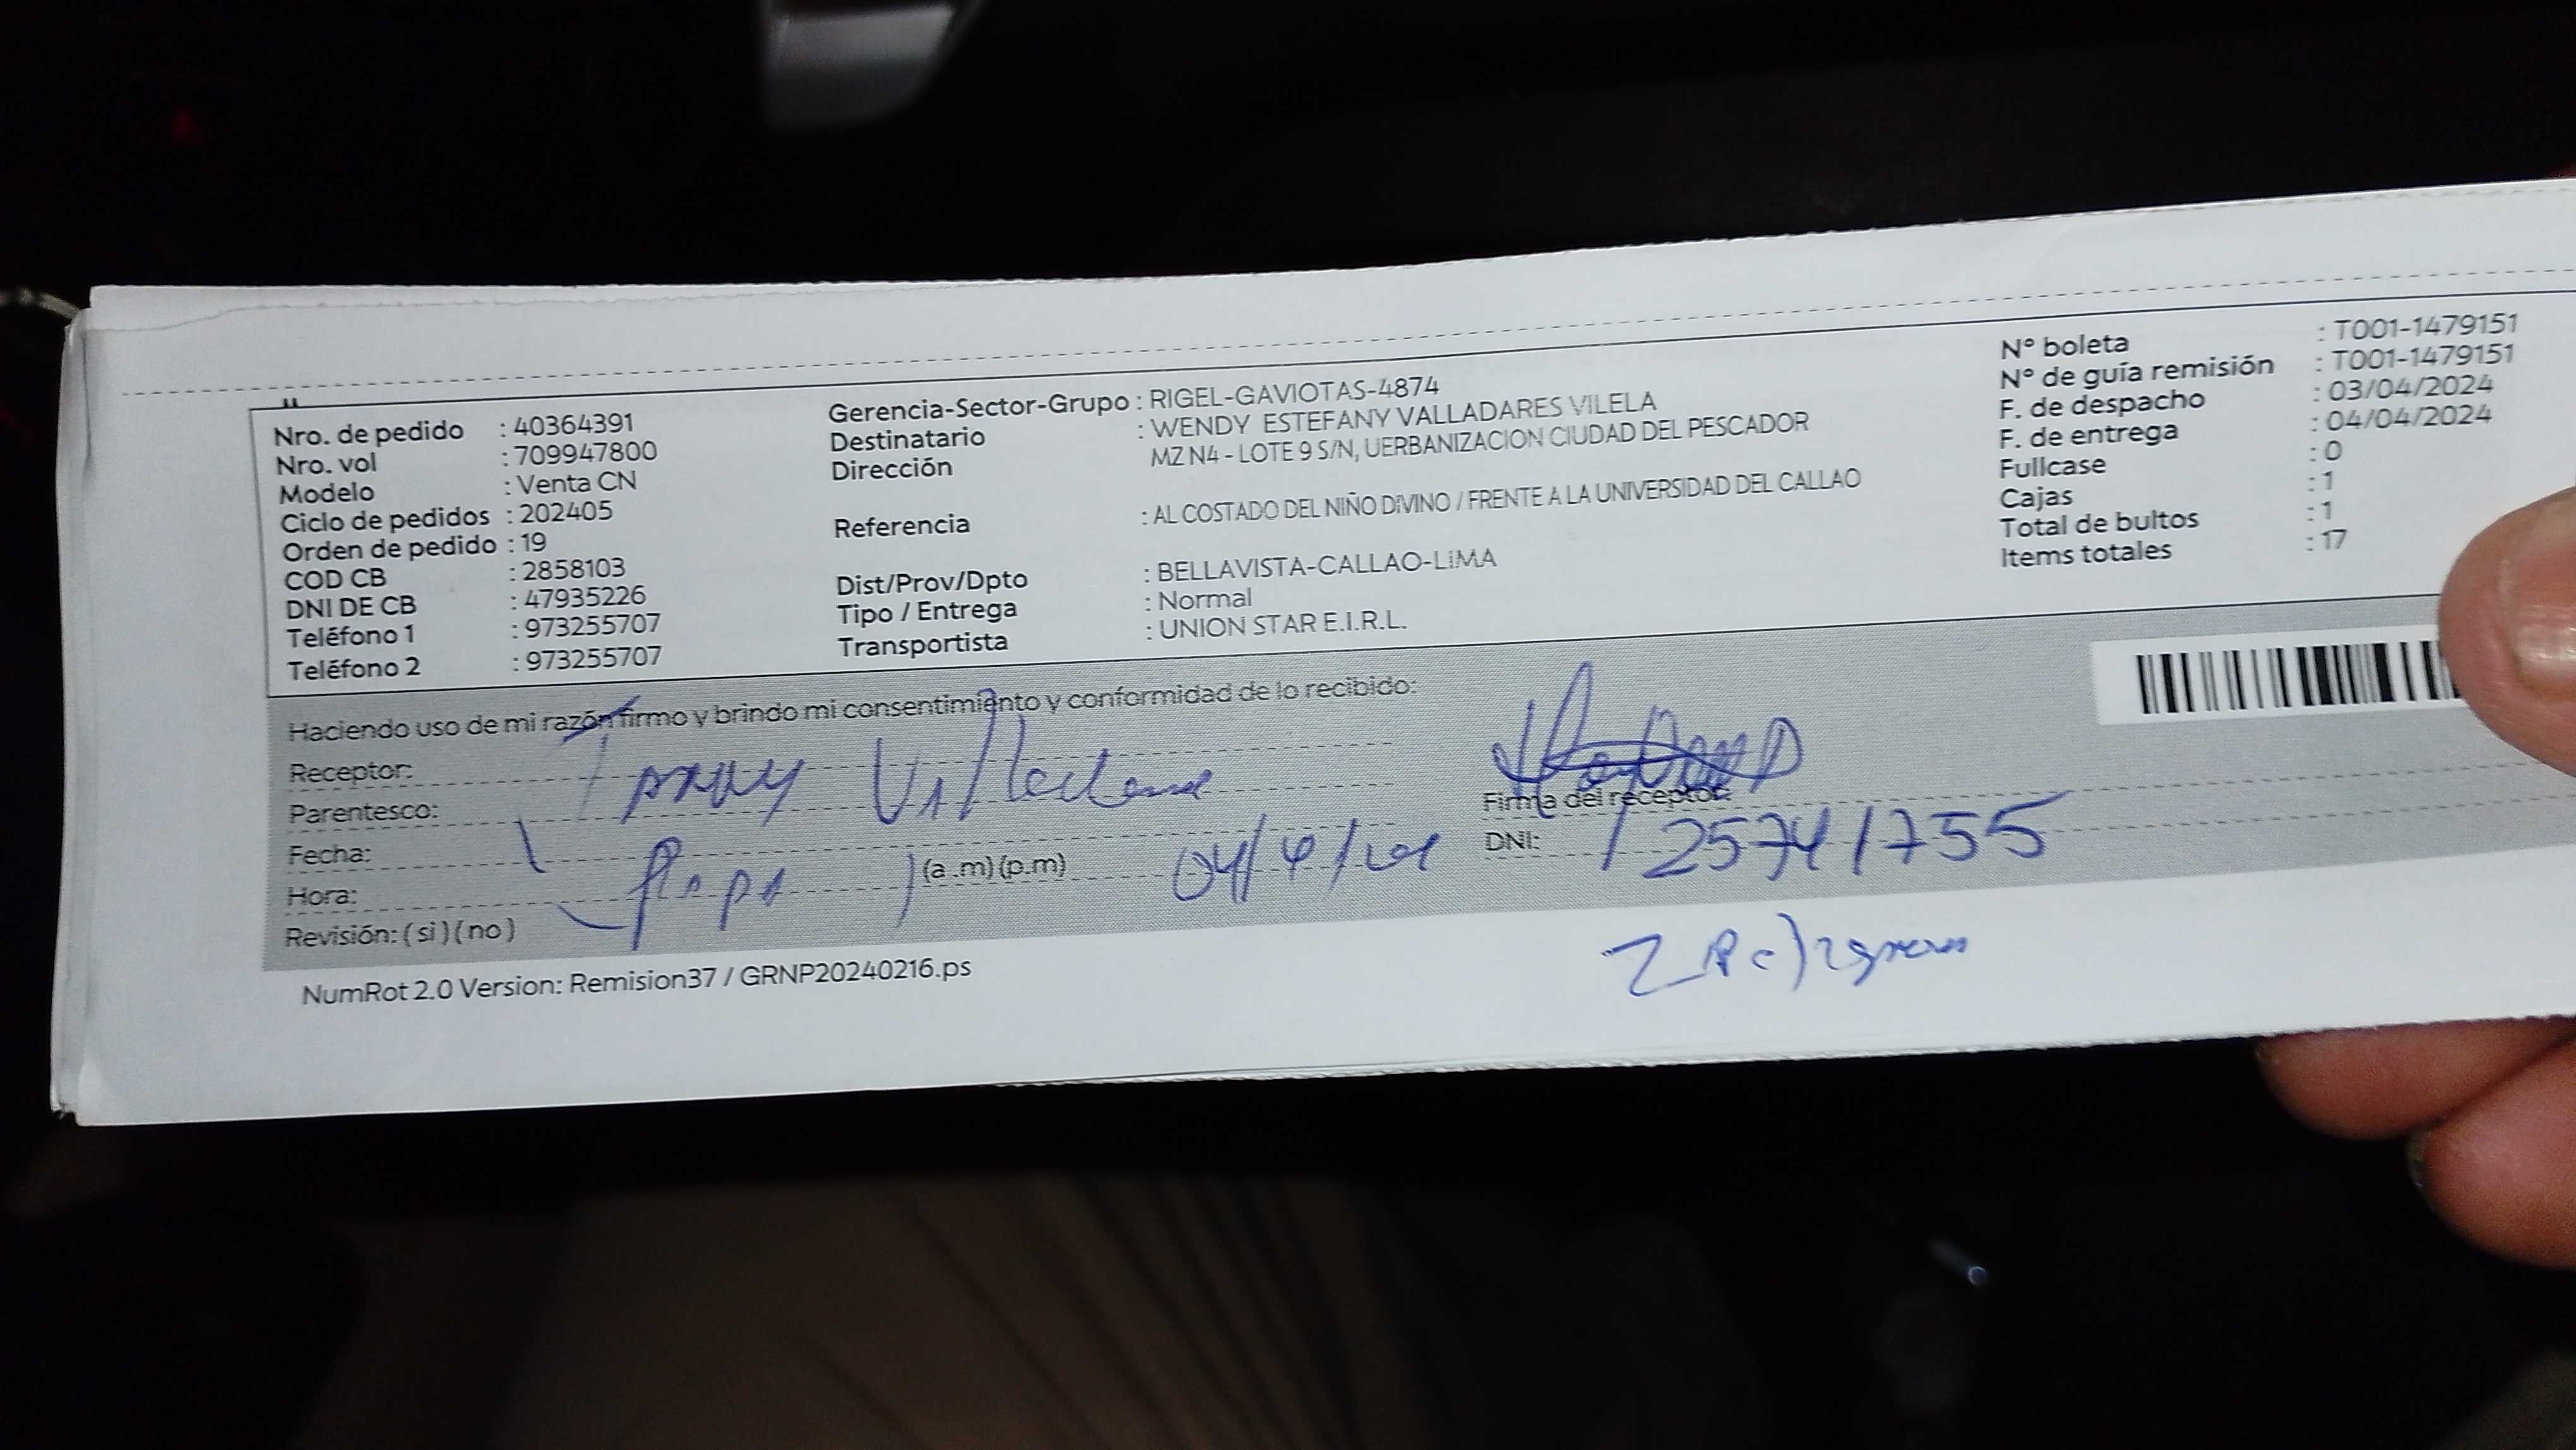 Nro. de pedido : 40364391
Nro. vol : 709947800
Modelo : Venta CN
Ciclo de pedidos : 202405
Orden de pedido : 19
COD CB : 2858103
DNI DE CB : 47935226
Teléfono 1 : 973255707
Teléfono 2 : 973255707
Gerencia-Sector-Grupo : RIGEL-GAVIOTAS-4874
Destinatario : WENDY ESTEFANY VALLADARES VILELA
Dirección MZ N4 - LOTE 9 S/N, UERBANIZACION CIUDAD DEL PESCADOR
Referencia : AL COSTADO DEL NIÑO DIVINO / FRENTE A LA UNIVERSIDAD DEL CALLAO
Dist/Prov/Dpto : BELLAVISTA-CALLAO-LIMA
Tipo / Entrega : Normal
Transportista : UNION STAR E.I.R.L.
Nº boleta : T001-1479151
Nº de guía remisión : T001-1479151
F. de despacho : 03/04/2024
F. de entrega : 04/04/2024
Fullcase : 0
Cajas : 1
Total de bultos : 1
Items totales : 17
Haciendo uso de mi razón firmo y brindo mi consentimiento y conformidad de lo recibido:
Receptor:
Parentesco:
Fecha:
Hora: (a .m) (p.m)
Revisión: ( si ) ( no )
Firma del receptor:
DNI: 25741755
NumRot 2.0 Version: Remision37 / GRNP20240216.ps